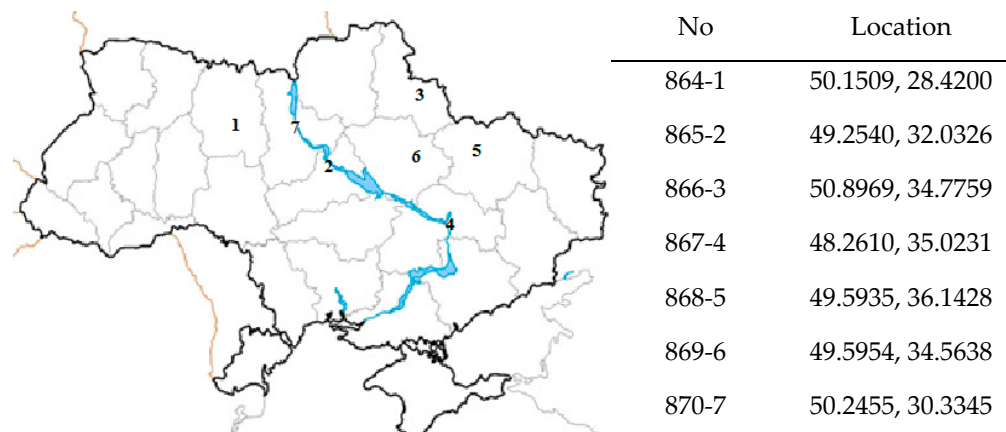 3
1
7
5
6
2
4
No Location
864-1 50.1509, 28.4200
865-2 49.2540, 32.0326
866-3 50.8969, 34.7759
867-4 48.2610, 35.0231
868-5 49.5935, 36.1428
869-6 49.5954, 34.5638
870-7 50.2455, 30.3345